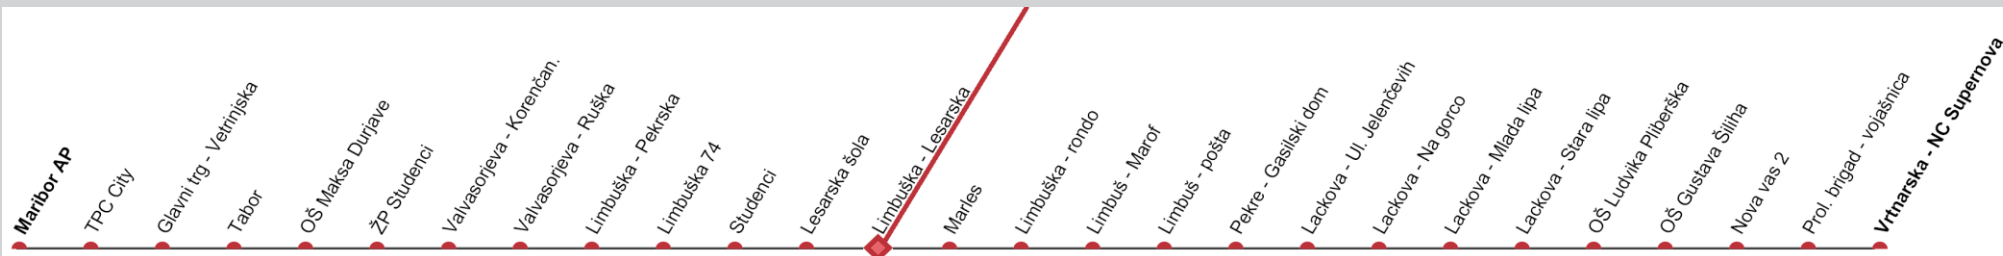 Maribor AP
TPC City
Glavni trg - Vetrinjska
Tabor
OŠ Maksa Durjave
ŽP Studenci
Valvasorjeva - Korenčan.
Valvasorjeva - Ruška
Limbuška - Pekrska
Limbuška 74
Studenci
Lesarska šola
Limbuška - Lesarska
Marles
Limbuška - rondo
Limbuš - Marof
Limbuš - pošta
Pekre - Gasilski dom
Lackova - Ul. Jelenčevih
Lackova - Na gorco
Lackova - Mlada lipa
Lackova - Stara lipa
OŠ Ludvika Pliberška
OŠ Gustava Šiliha
Nova vas 2
Prol. brigad - vojašnica
Vrtnarska - NC Supernova